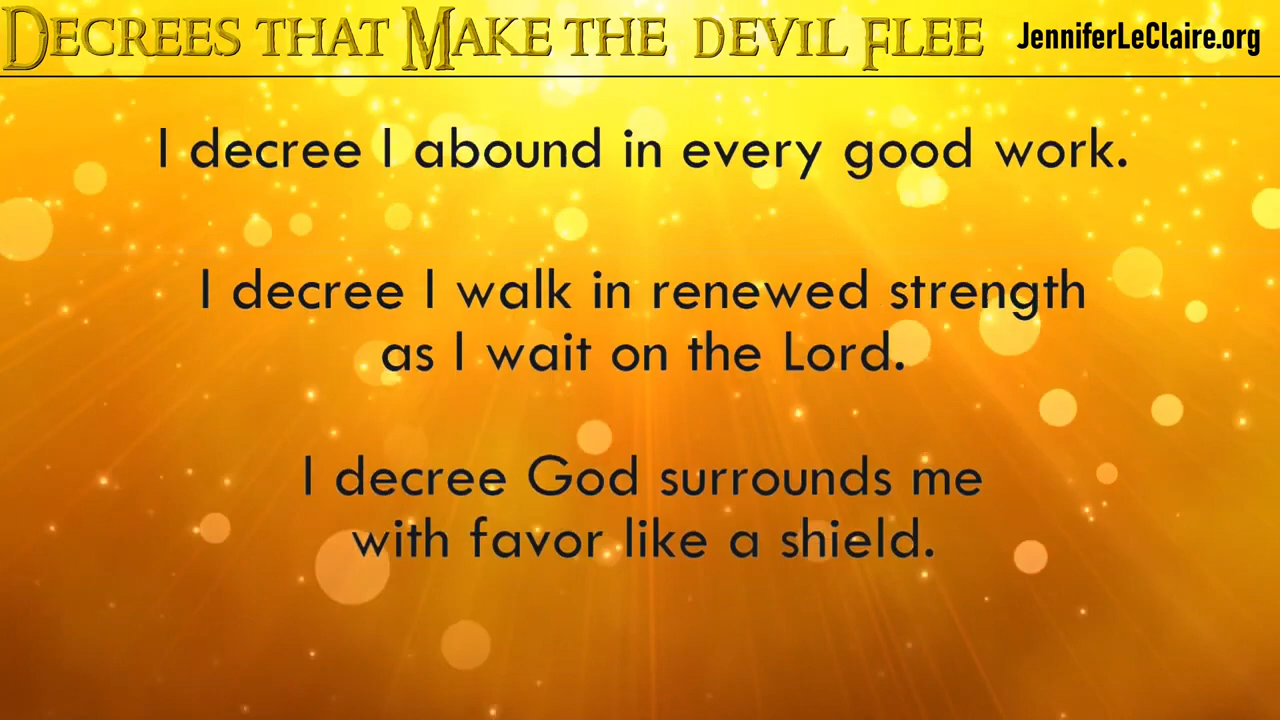 DECREES THAT MAKE THE DEVIL FLEE JenniferLeClaire.org
I decree I abound in every good work.
I decree I walk in renewed strength
as I wait on the Lord.
I decree God surrounds me
with favor like a shield.